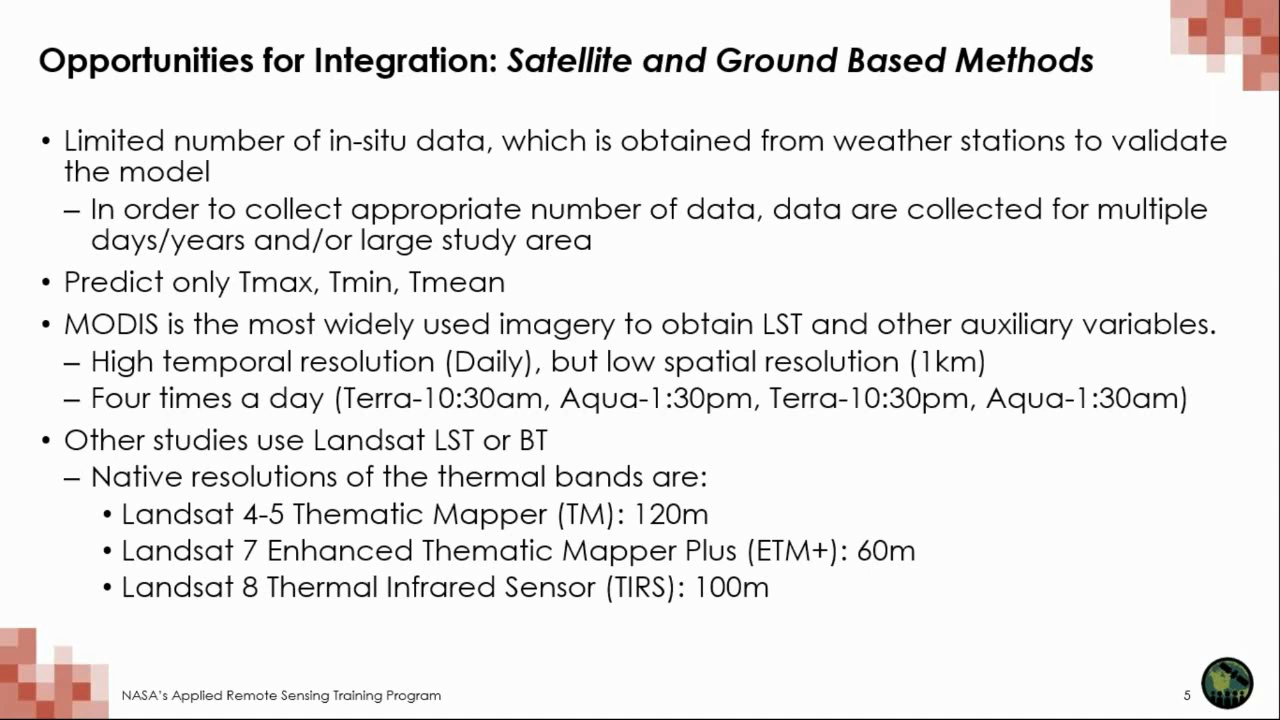 Opportunities for Integration: Satellite and Ground Based Methods
• Limited number of in-situ data, which is obtained from weather stations to validate
the model
– In order to collect appropriate number of data, data are collected for multiple
days/years and/or large study area
• Predict only Tmax, Tmin, Tmean
• MODIS is the most widely used imagery to obtain LST and other auxiliary variables.
– High temporal resolution (Daily), but low spatial resolution (1km)
– Four times a day (Terra-10:30am, Aqua-1:30pm, Terra-10:30pm, Aqua-1:30am)
• Other studies use Landsat LST or BT
– Native resolutions of the thermal bands are:
• Landsat 4-5 Thematic Mapper (TM): 120m
• Landsat 7 Enhanced Thematic Mapper Plus (ETM+): 60m
• Landsat 8 Thermal Infrared Sensor (TIRS): 100m
NASA's Applied Remote Sensing Training Program
5